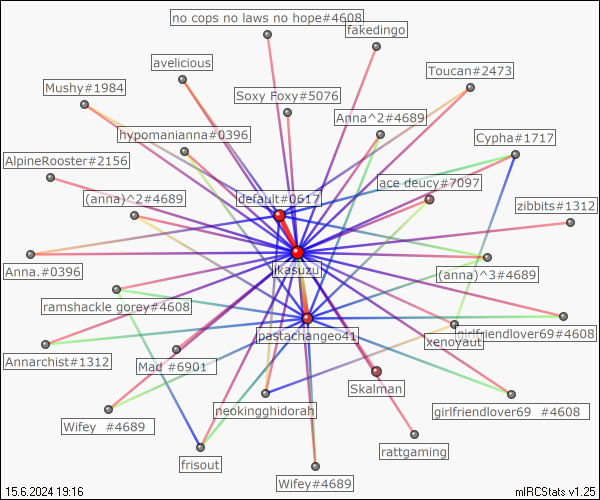 no cops no laws no hope#4608
fakedingo
avelicious
Toucan#2473
Mushy#1984
Soxy Foxy#5076
Anna^2#4689
hypomanianna#0396
Cypha#1717
AlpineRooster#2156
ace deucy#7097
(anna)^2#4689
default#0617
zibbits#1312
jikasuzu
Anna.#0396
(anna)^3#4689
ramshackle gorey#4608
pastachangeo41
girlfriendlover69#4608
xenoyaut
Annarchist#1312
Mad #6901
Skalman
neokingghidorah
girlfriendlover69 #4608
Wifey #4689
rattgaming
frisout
Wifey#4689
15.6.2024 19:16
mIRCStats v1.25